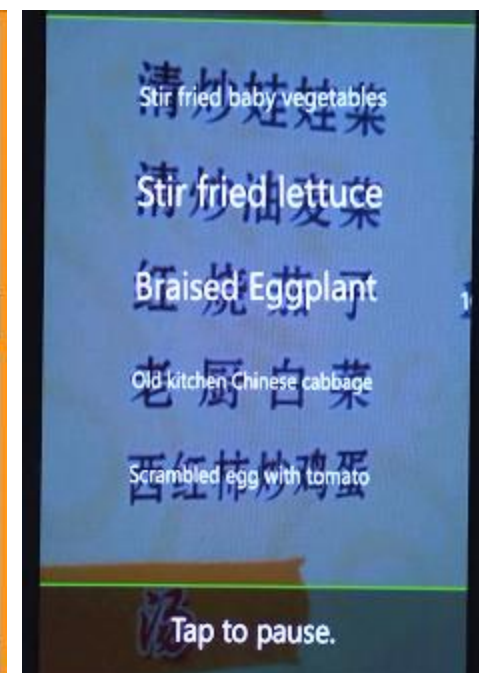 清炒娃娃菜
Stir fried baby vegetables
清炒油麦菜
Stir fried lettuce
红烧茄子
Braised Eggplant
老厨白菜
Old kitchen Chinese cabbage
西红柿炒鸡蛋
Scrambled egg with tomato
汤
Tap to pause.